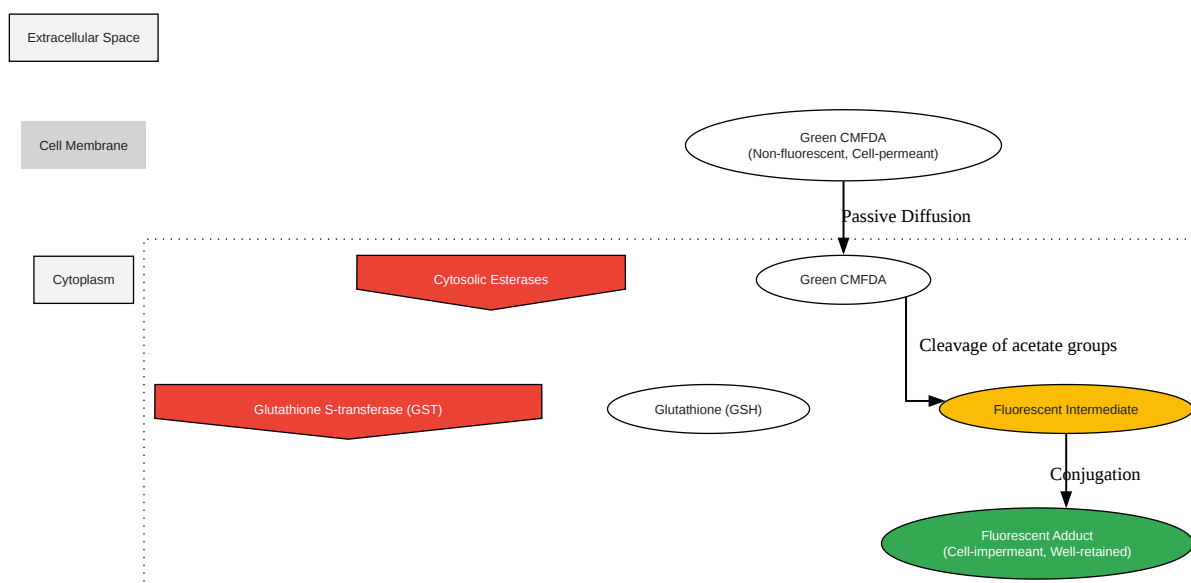 Extracellular Space
Cell Membrane
Green CMFDA
(Non-fluorescent, Cell-permeant)
Passive Diffusion
Cytoplasm
Cytosolic Esterases
Green CMFDA
Cleavage of acetate groups
Glutathione S-transferase (GST)
Glutathione (GSH)
Fluorescent Intermediate
Conjugation
Fluorescent Adduct
(Cell-impermeant, Well-retained)